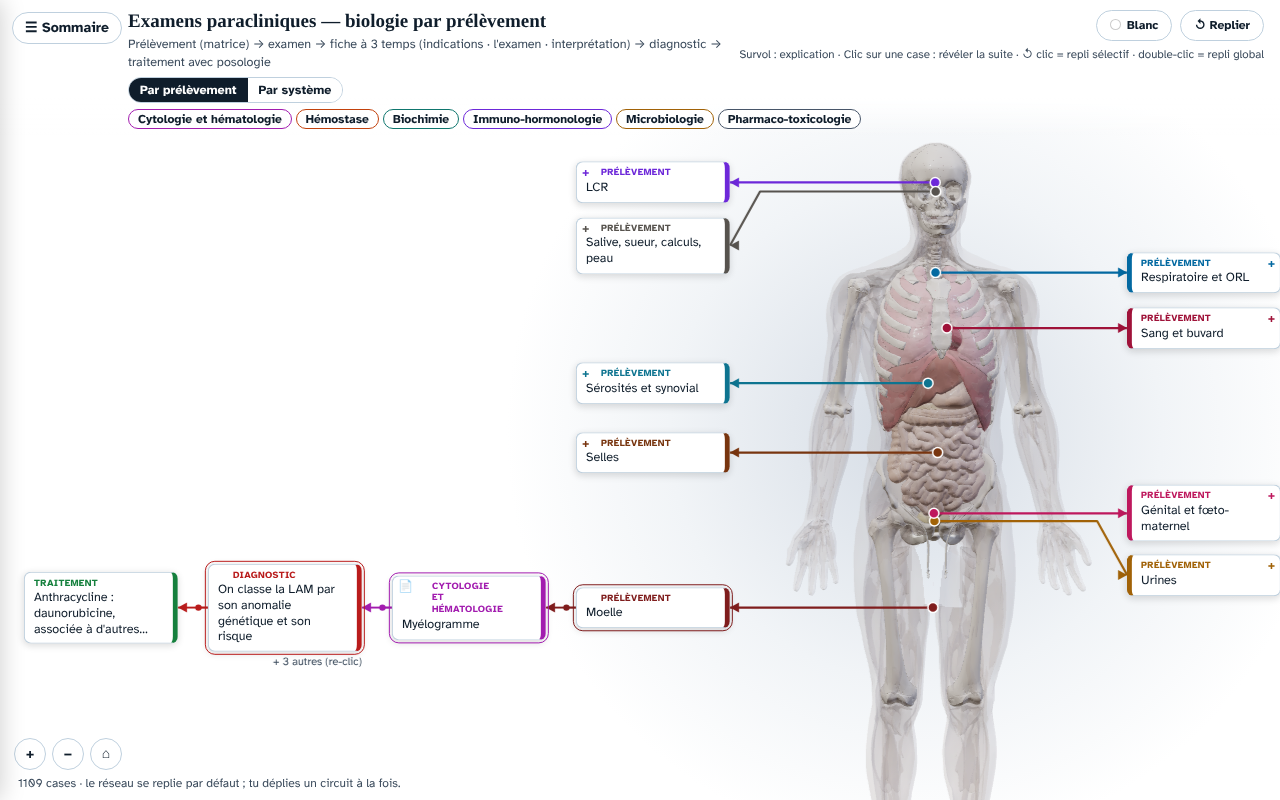 ☰ Sommaire
Examens paracliniques — biologie par prélèvement
Prélèvement (matrice) → examen → fiche à 3 temps (indications · l'examen · interprétation) → diagnostic →
traitement avec posologie
Blanc
↺ Replier
Survol : explication · Clic sur une case : révéler la suite · ↺ clic = repli sélectif · double-clic = repli global
Par prélèvement
Par système
Cytologie et hématologie
Hémostase
Biochimie
Immuno-hormonologie
Microbiologie
Pharmaco-toxicologie
+ PRÉLÈVEMENT
LCR
+ PRÉLÈVEMENT
Salive, sueur, calculs,
peau
PRÉLÈVEMENT +
Respiratoire et ORL
PRÉLÈVEMENT +
Sang et buvard
+ PRÉLÈVEMENT
Sérosités et synovial
+ PRÉLÈVEMENT
Selles
PRÉLÈVEMENT +
Génital et fœto-
maternel
PRÉLÈVEMENT +
Urines
TRAITEMENT
Anthracycline :
daunorubicine,
associée à d'autres...
DIAGNOSTIC
On classe la LAM par
son anomalie
génétique et son
risque
+ 3 autres (re-clic)
CYTOLOGIE
ET
HÉMATOLOGIE
Myélogramme
PRÉLÈVEMENT
Moelle
+
−
⌂
1109 cases · le réseau se replie par défaut ; tu déplies un circuit à la fois.